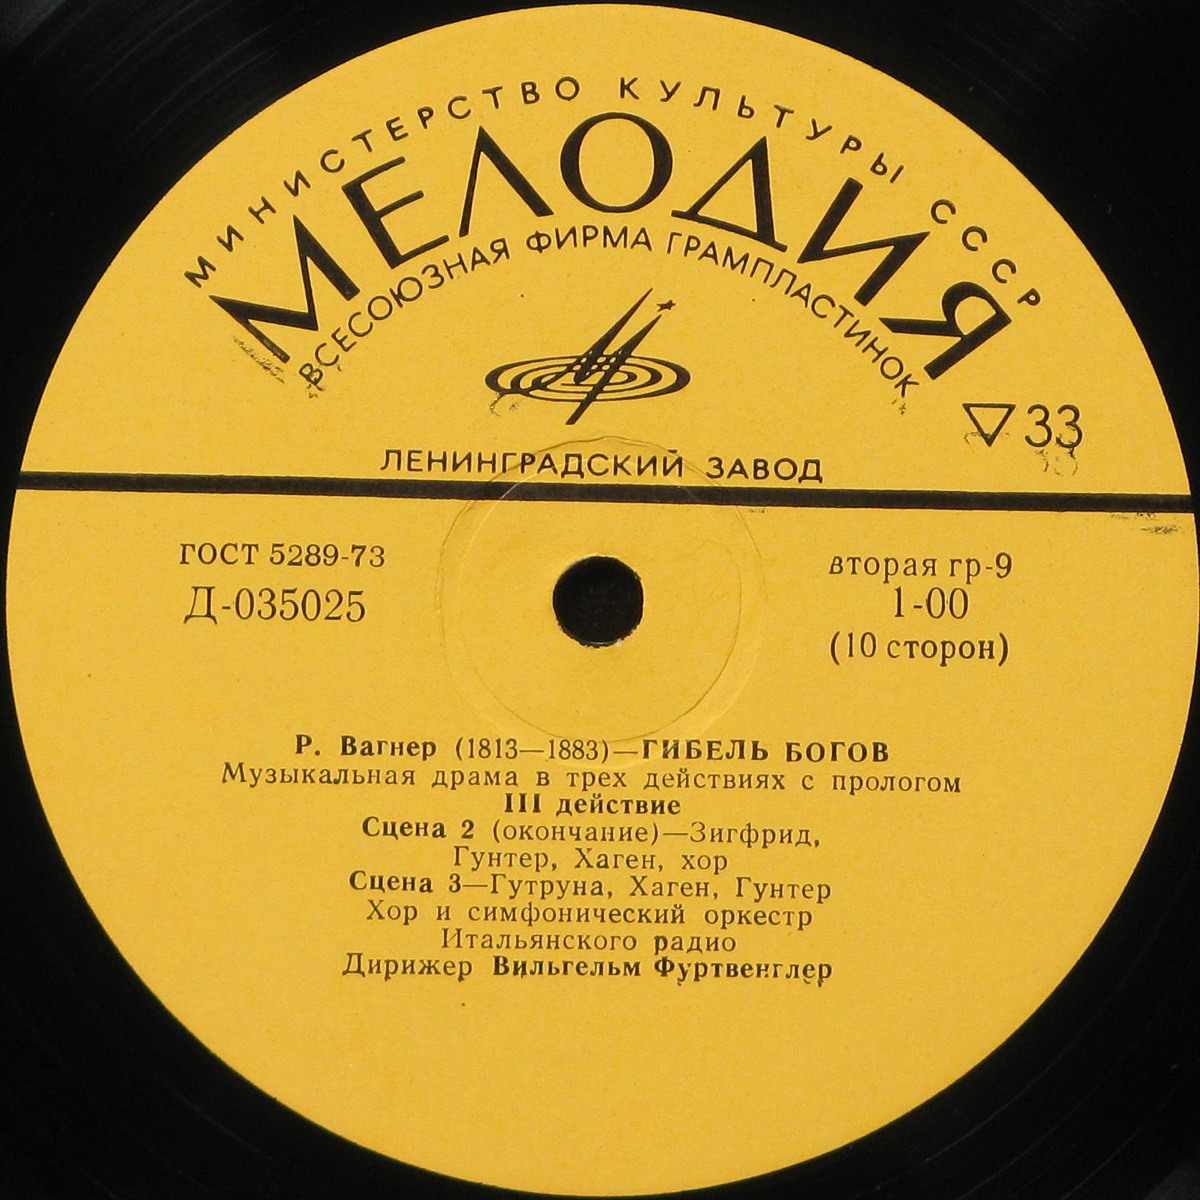 МИНИСТЕРСТВО КУЛЬТУРЫ СССР
МЕЛОДИЯ
ВСЕСОЮЗНАЯ ФИРМА ГРАМПЛАСТИНОК
33
ЛЕНИНГРАДСКИЙ ЗАВОД
ГОСТ 5289-73
Д-035025
вторая гр-9
1-00
(10 сторон)
Р. Вагнер (1813—1883)—ГИБЕЛЬ БОГОВ
Музыкальная драма в трех действиях с прологом
III действие
Сцена 2 (окончание)—Зигфрид,
Гунтер, Хаген, хор
Сцена 3—Гутруна, Хаген, Гунтер
Хор и симфонический оркестр
Итальянского радио
Дирижер Вильгельм Фуртвенглер